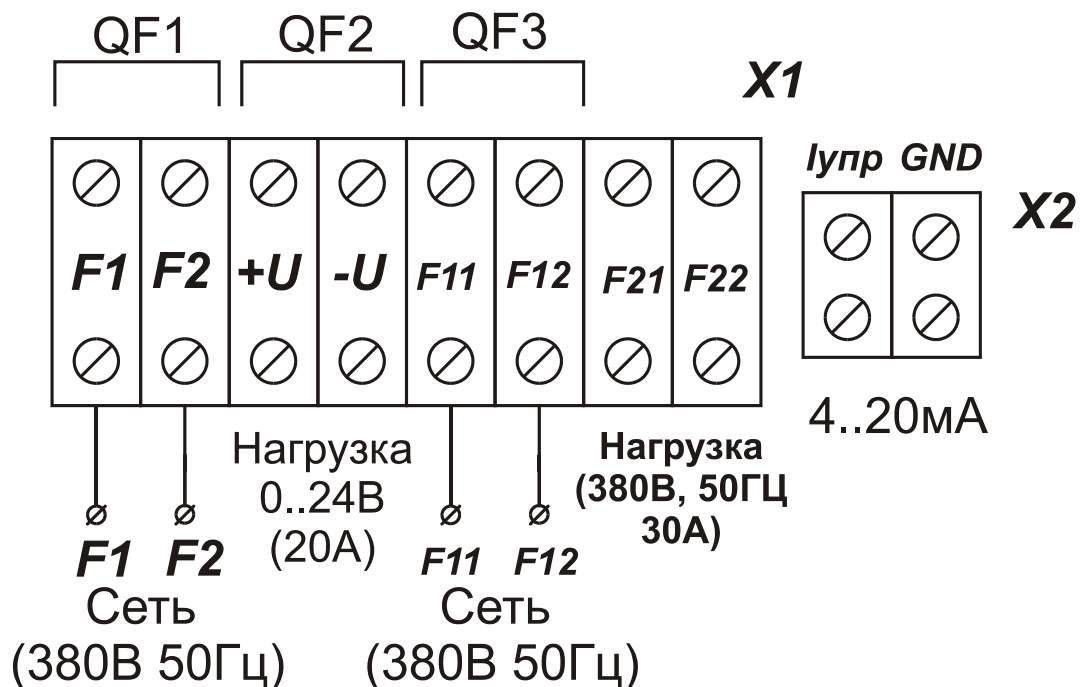 QF1 QF2 QF3
X1
Iупр GND
X2
F1 F2 +U -U F11 F12 F21 F22
4..20мА
Нагрузка
0..24В
(20А)
Нагрузка
(380В, 50ГЦ
30А)
F1 F2
Сеть
(380В 50Гц)
F11 F12
Сеть
(380В 50Гц)